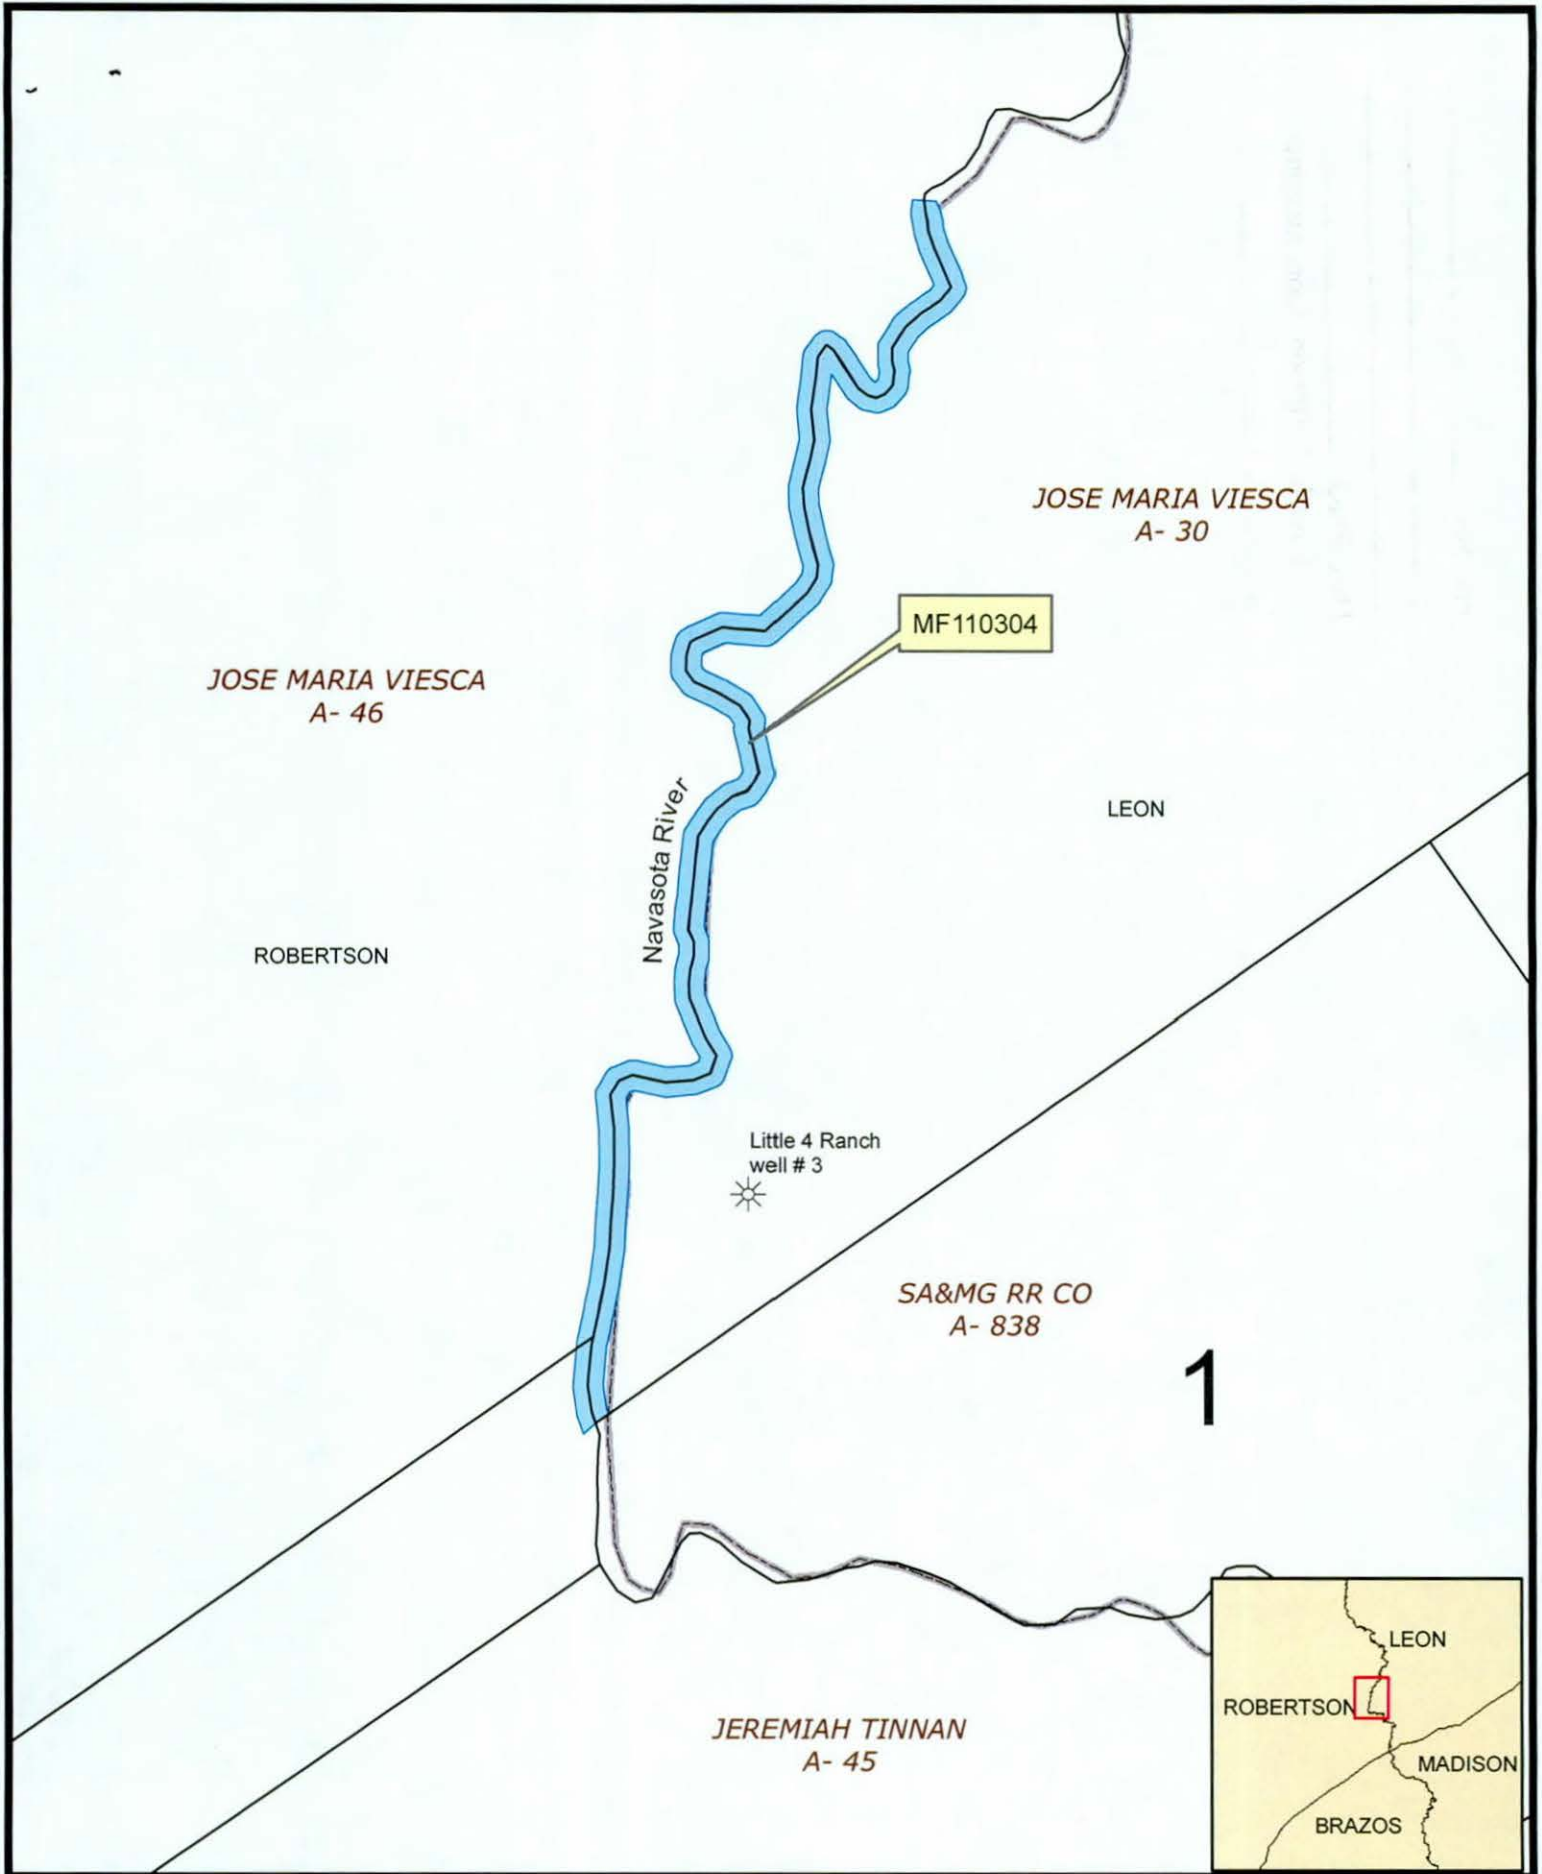 JOSE MARIA VIESCA
A- 30
MF110304
JOSE MARIA VIESCA
A- 46
Navasota River
LEON
ROBERTSON
Little 4 Ranch
well # 3
SA&MG RR CO
A- 838
1
JEREMIAH TINNAN
A- 45
LEON
ROBERTSON
MADISON
BRAZOS